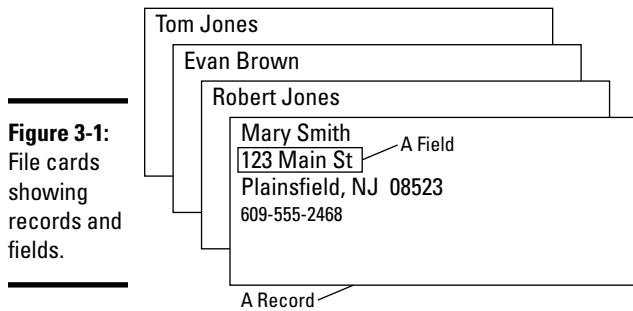 Tom Jones
Evan Brown
Robert Jones
Mary Smith
A Field
123 Main St
Plainsfield, NJ 08523
609-555-2468
A Record
Figure 3-1:
File cards
showing
records and
fields.